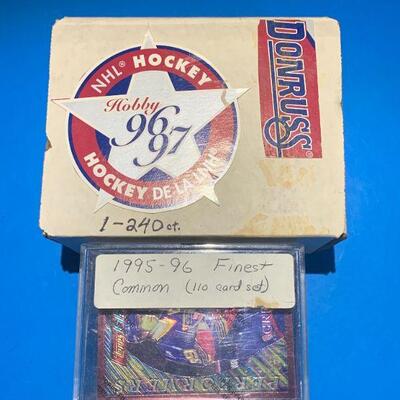 NHL® HOCKEY
Hobby
96
97
HOCKEY DE LA LNH®
DONRUSS®
1-240 ct.
1995-96 Finest
Common (110 card set)
PERFORMERS